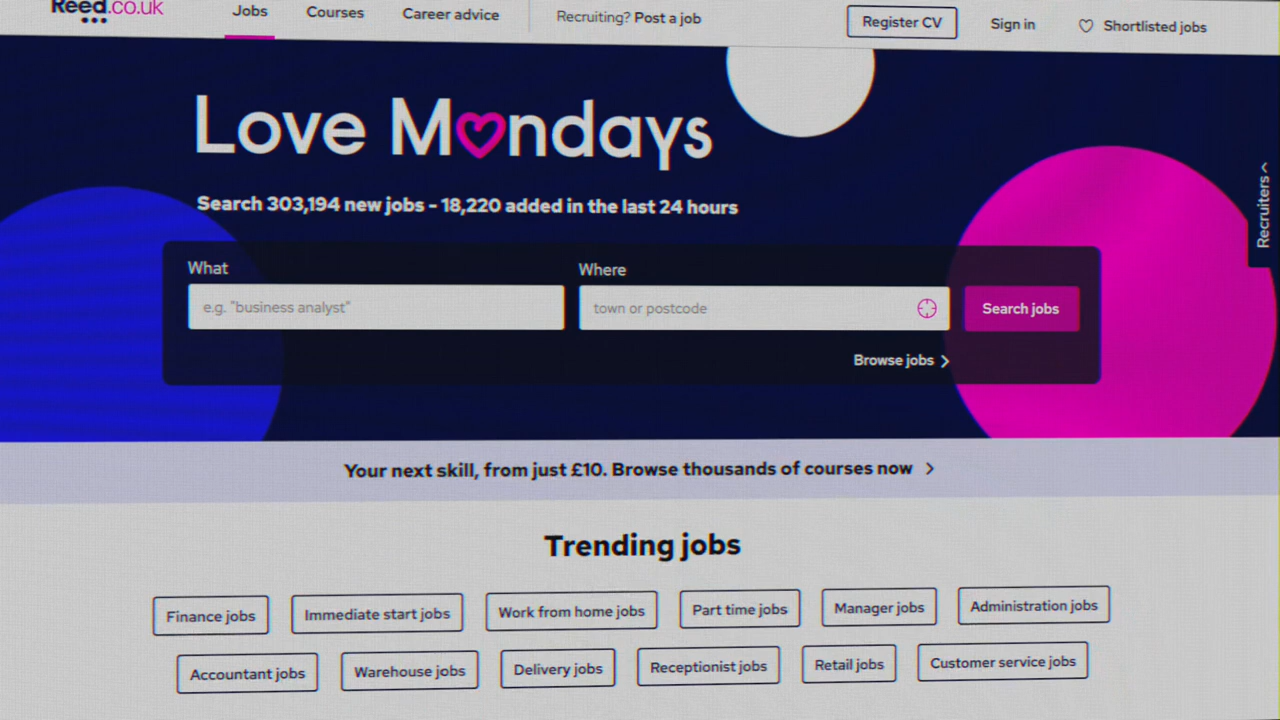 Reed.co.uk
Jobs
Courses
Career advice
Recruiting? Post a job
Register CV
Sign in
Shortlisted jobs
Love Mondays
Search 303,194 new jobs - 18,220 added in the last 24 hours
Recruiters
What
Where
e.g. "business analyst"
town or postcode
Search jobs
Browse jobs
Your next skill, from just £10. Browse thousands of courses now
Trending jobs
Finance jobs
Immediate start jobs
Work from home jobs
Part time jobs
Manager jobs
Administration jobs
Accountant jobs
Warehouse jobs
Delivery jobs
Receptionist jobs
Retail jobs
Customer service jobs